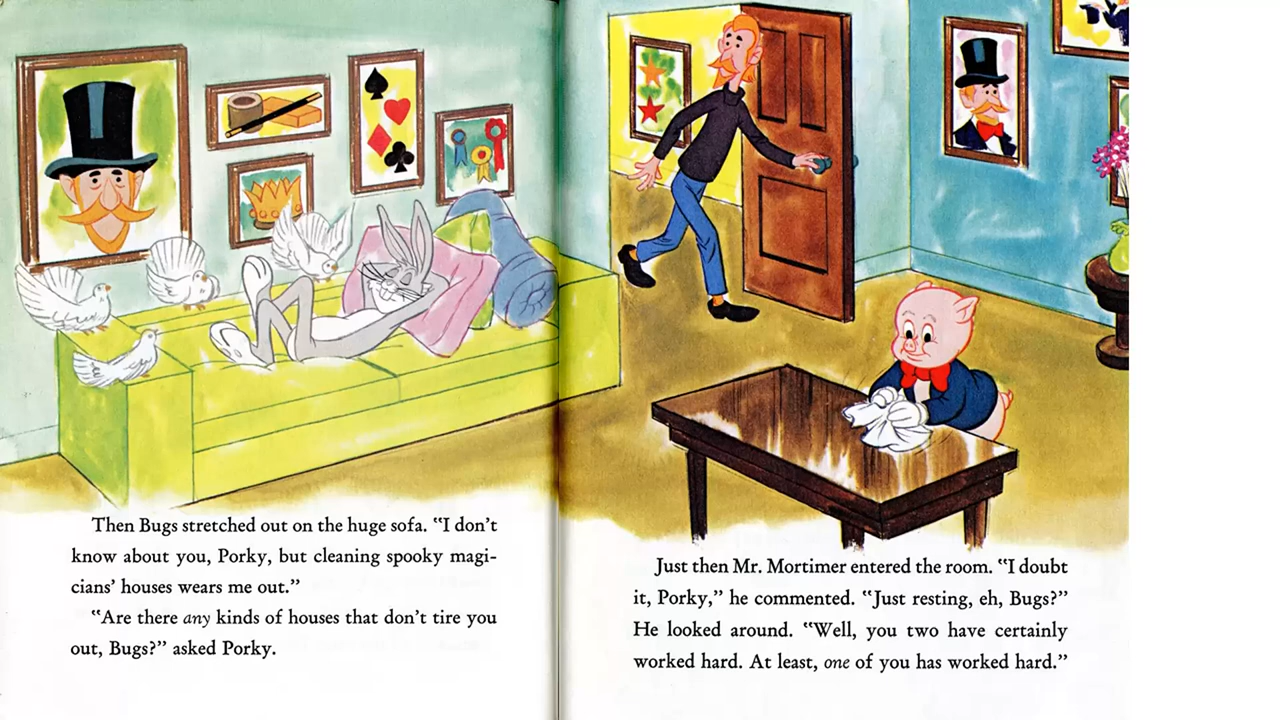 Then Bugs stretched out on the huge sofa. "I don't
know about you, Porky, but cleaning spooky magi-
cians' houses wears me out."
"Are there any kinds of houses that don't tire you
out, Bugs?" asked Porky.
Just then Mr. Mortimer entered the room. "I doubt
it, Porky," he commented. "Just resting, eh, Bugs?"
He looked around. "Well, you two have certainly
worked hard. At least, one of you has worked hard."